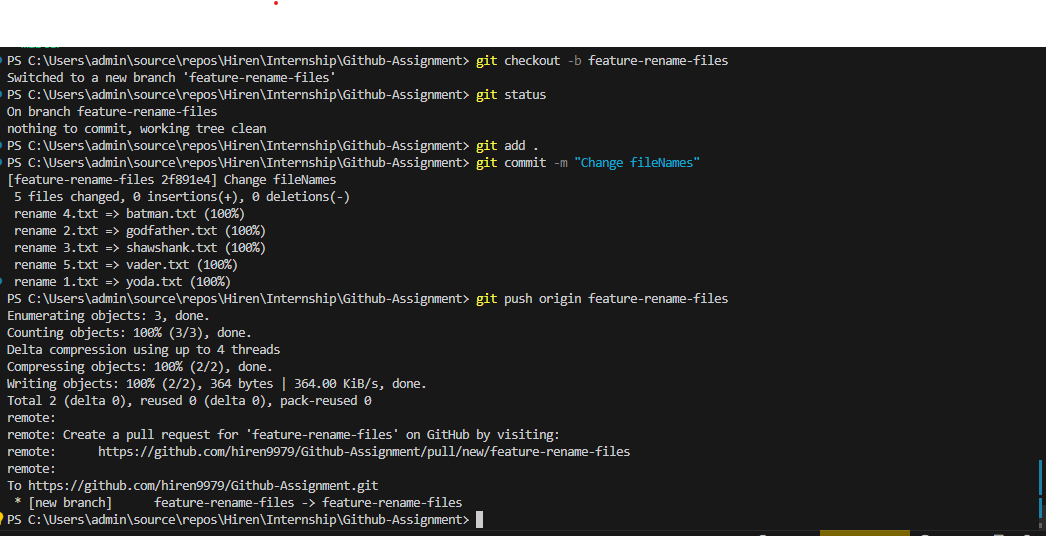 PS C:\Users\admin\source\repos\Hiren\Internship\Github-Assignment> git checkout -b feature-rename-files
Switched to a new branch 'feature-rename-files'
PS C:\Users\admin\source\repos\Hiren\Internship\Github-Assignment> git status
On branch feature-rename-files
nothing to commit, working tree clean
PS C:\Users\admin\source\repos\Hiren\Internship\Github-Assignment> git add .
PS C:\Users\admin\source\repos\Hiren\Internship\Github-Assignment> git commit -m "Change fileNames"
[feature-rename-files 2f891e4] Change fileNames
 5 files changed, 0 insertions(+), 0 deletions(-)
 rename 4.txt => batman.txt (100%)
 rename 2.txt => godfather.txt (100%)
 rename 3.txt => shawshank.txt (100%)
 rename 5.txt => vader.txt (100%)
 rename 1.txt => yoda.txt (100%)
PS C:\Users\admin\source\repos\Hiren\Internship\Github-Assignment> git push origin feature-rename-files
Enumerating objects: 3, done.
Counting objects: 100% (3/3), done.
Delta compression using up to 4 threads
Compressing objects: 100% (2/2), done.
Writing objects: 100% (2/2), 364 bytes | 364.00 KiB/s, done.
Total 2 (delta 0), reused 0 (delta 0), pack-reused 0
remote:
remote: Create a pull request for 'feature-rename-files' on GitHub by visiting:
remote:      https://github.com/hiren9979/Github-Assignment/pull/new/feature-rename-files
remote:
To https://github.com/hiren9979/Github-Assignment.git
 * [new branch]      feature-rename-files -> feature-rename-files
PS C:\Users\admin\source\repos\Hiren\Internship\Github-Assignment>